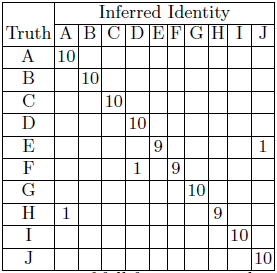 Inferred Identity
Truth A B C D E F G H I J
A 10
B 10
C 10
D 10
E 9 1
F 1 9
G 10
H 1 9
I 10
J 10